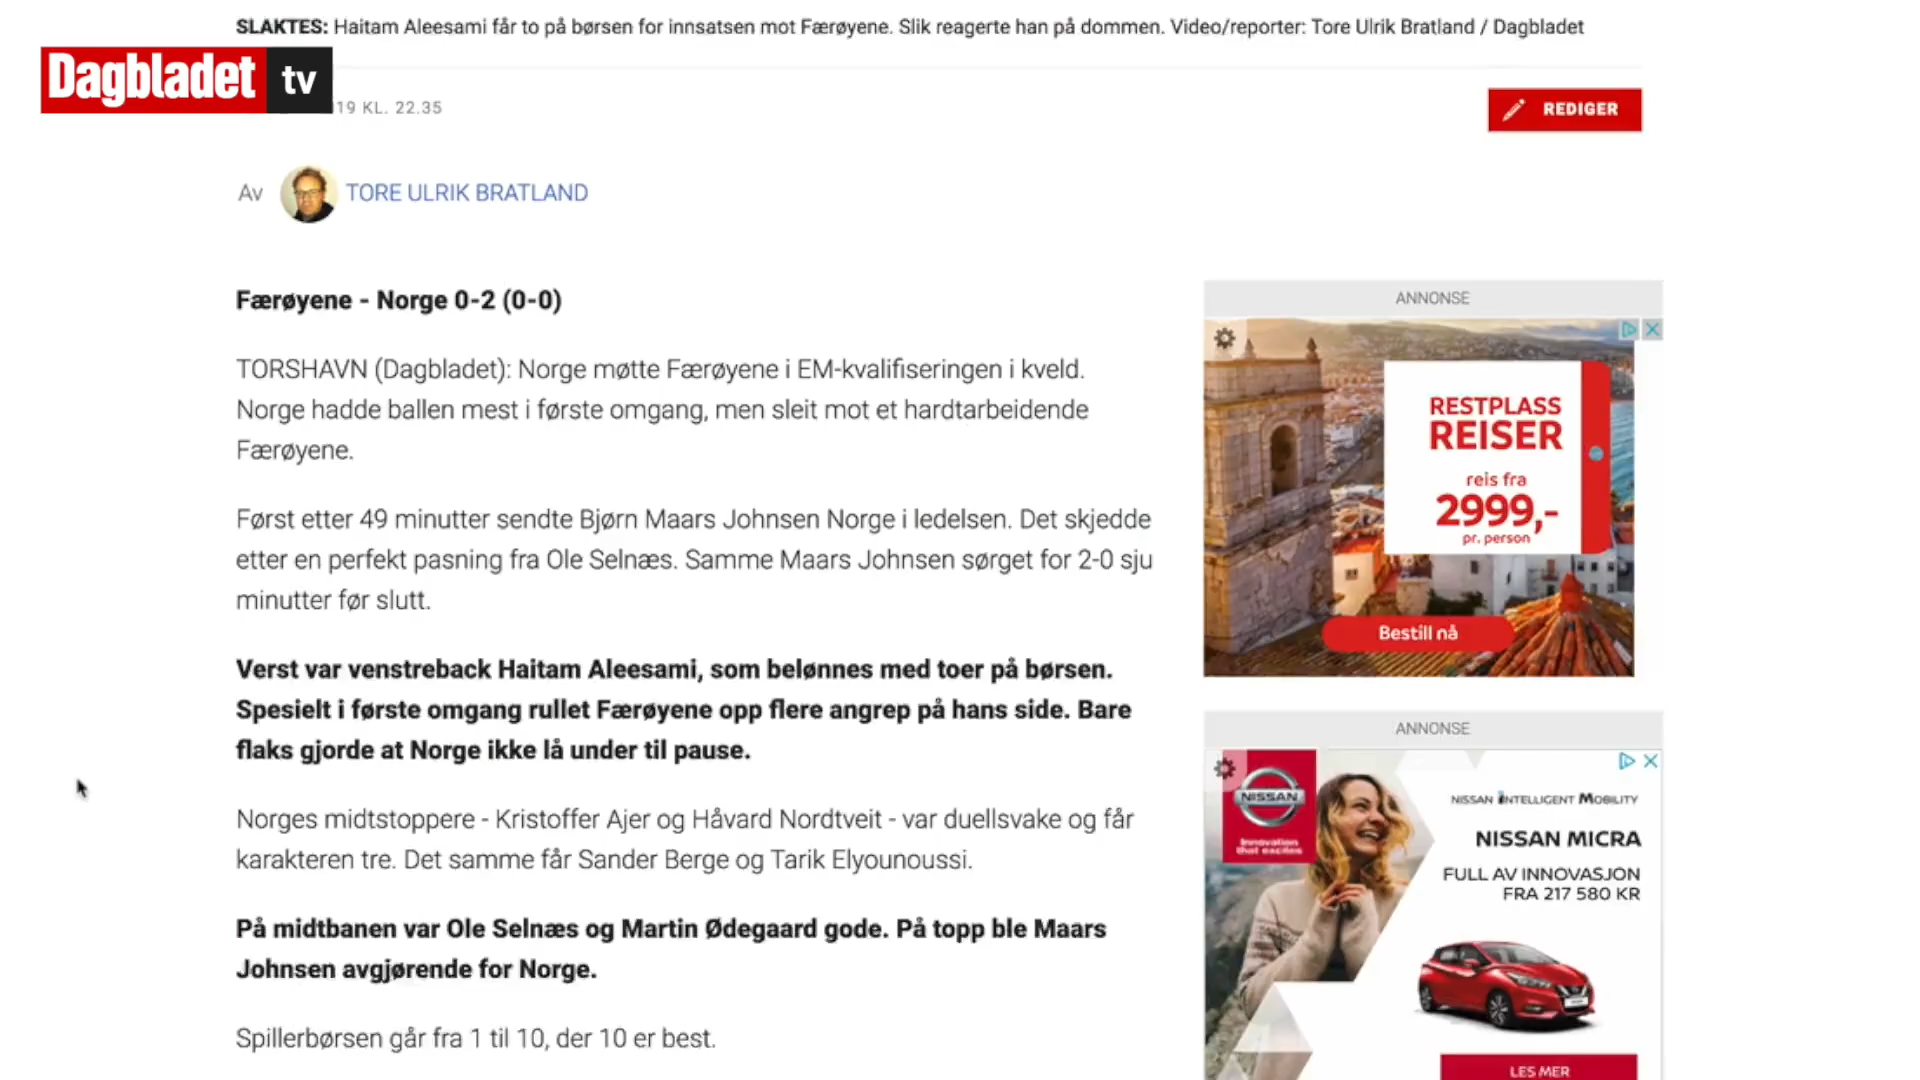 SLAKTES: Haitam Aleesami får to på børsen for innsatsen mot Færøyene. Slik reagerte han på dommen. Video/reporter: Tore Ulrik Bratland / Dagbladet
Dagbladet tv
19 KL. 22.35
REDIGER
Av TORE ULRIK BRATLAND
Færøyene - Norge 0-2 (0-0)
TORSHAVN (Dagbladet): Norge møtte Færøyene i EM-kvalifiseringen i kveld.
Norge hadde ballen mest i første omgang, men sleit mot et hardtarbeidende
Færøyene.
Først etter 49 minutter sendte Bjørn Maars Johnsen Norge i ledelsen. Det skjedde
etter en perfekt pasning fra Ole Selnæs. Samme Maars Johnsen sørget for 2-0 sju
minutter før slutt.
Verst var venstreback Haitam Aleesami, som belønnes med toer på børsen.
Spesielt i første omgang rullet Færøyene opp flere angrep på hans side. Bare
flaks gjorde at Norge ikke lå under til pause.
Norges midtstoppere - Kristoffer Ajer og Håvard Nordtveit - var duellsvake og får
karakteren tre. Det samme får Sander Berge og Tarik Elyounoussi.
På midtbanen var Ole Selnæs og Martin Ødegaard gode. På topp ble Maars
Johnsen avgjørende for Norge.
Spillerbørsen går fra 1 til 10, der 10 er best.
ANNONSE
RESTPLASS
REISER
reis fra
2999,-
pr. person
Bestill nå
ANNONSE
NISSAN
Innovation
that excites
NISSAN INTELLIGENT MOBILITY
NISSAN MICRA
FULL AV INNOVASJON
FRA 217 580 KR
LES MER